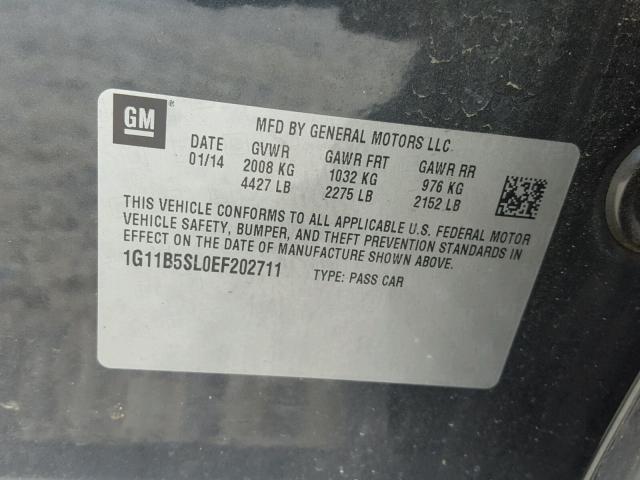 GM ®
MFD BY GENERAL MOTORS LLC
DATE GVWR GAWR FRT GAWR RR
01/14 2008 KG 1032 KG 976 KG
4427 LB 2275 LB 2152 LB
THIS VEHICLE CONFORMS TO ALL APPLICABLE U.S. FEDERAL MOTOR
VEHICLE SAFETY, BUMPER, AND THEFT PREVENTION STANDARDS IN
EFFECT ON THE DATE OF MANUFACTURE SHOWN ABOVE.
1G11B5SL0EF202711 TYPE: PASS CAR